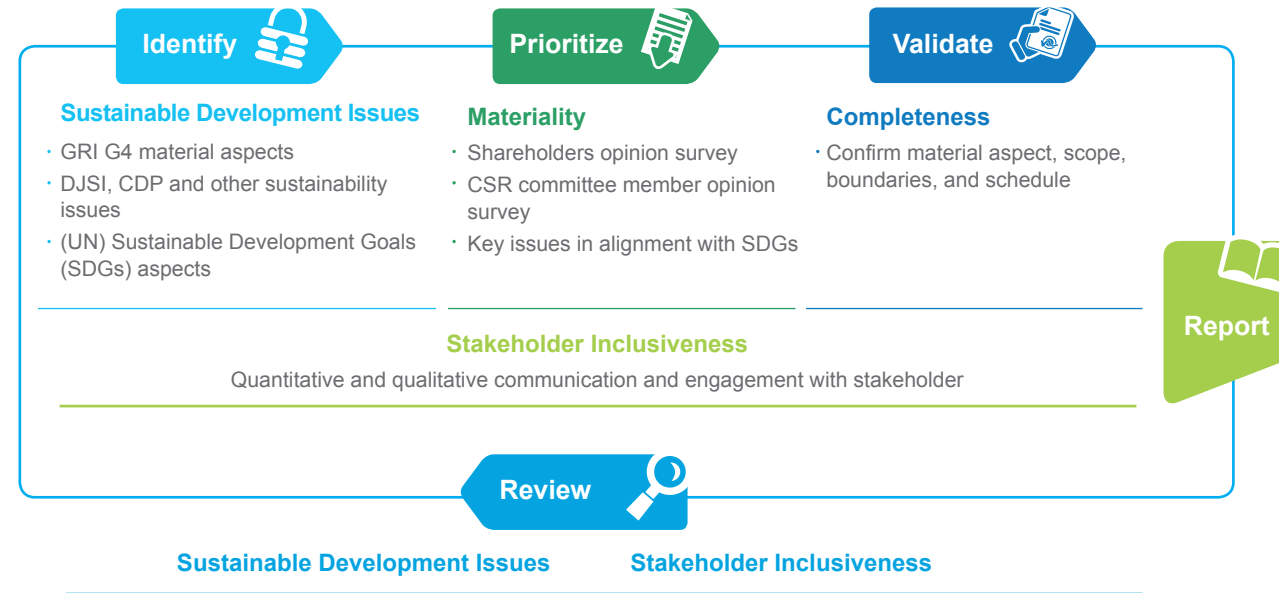 Identify
Prioritize
Validate
Sustainable Development Issues
· GRI G4 material aspects
· DJSI, CDP and other sustainability
issues
· (UN) Sustainable Development Goals
(SDGs) aspects
Materiality
· Shareholders opinion survey
· CSR committee member opinion
survey
· Key issues in alignment with SDGs
Completeness
· Confirm material aspect, scope,
boundaries, and schedule
Report
Stakeholder Inclusiveness
Quantitative and qualitative communication and engagement with stakeholder
Review
Sustainable Development Issues
Stakeholder Inclusiveness